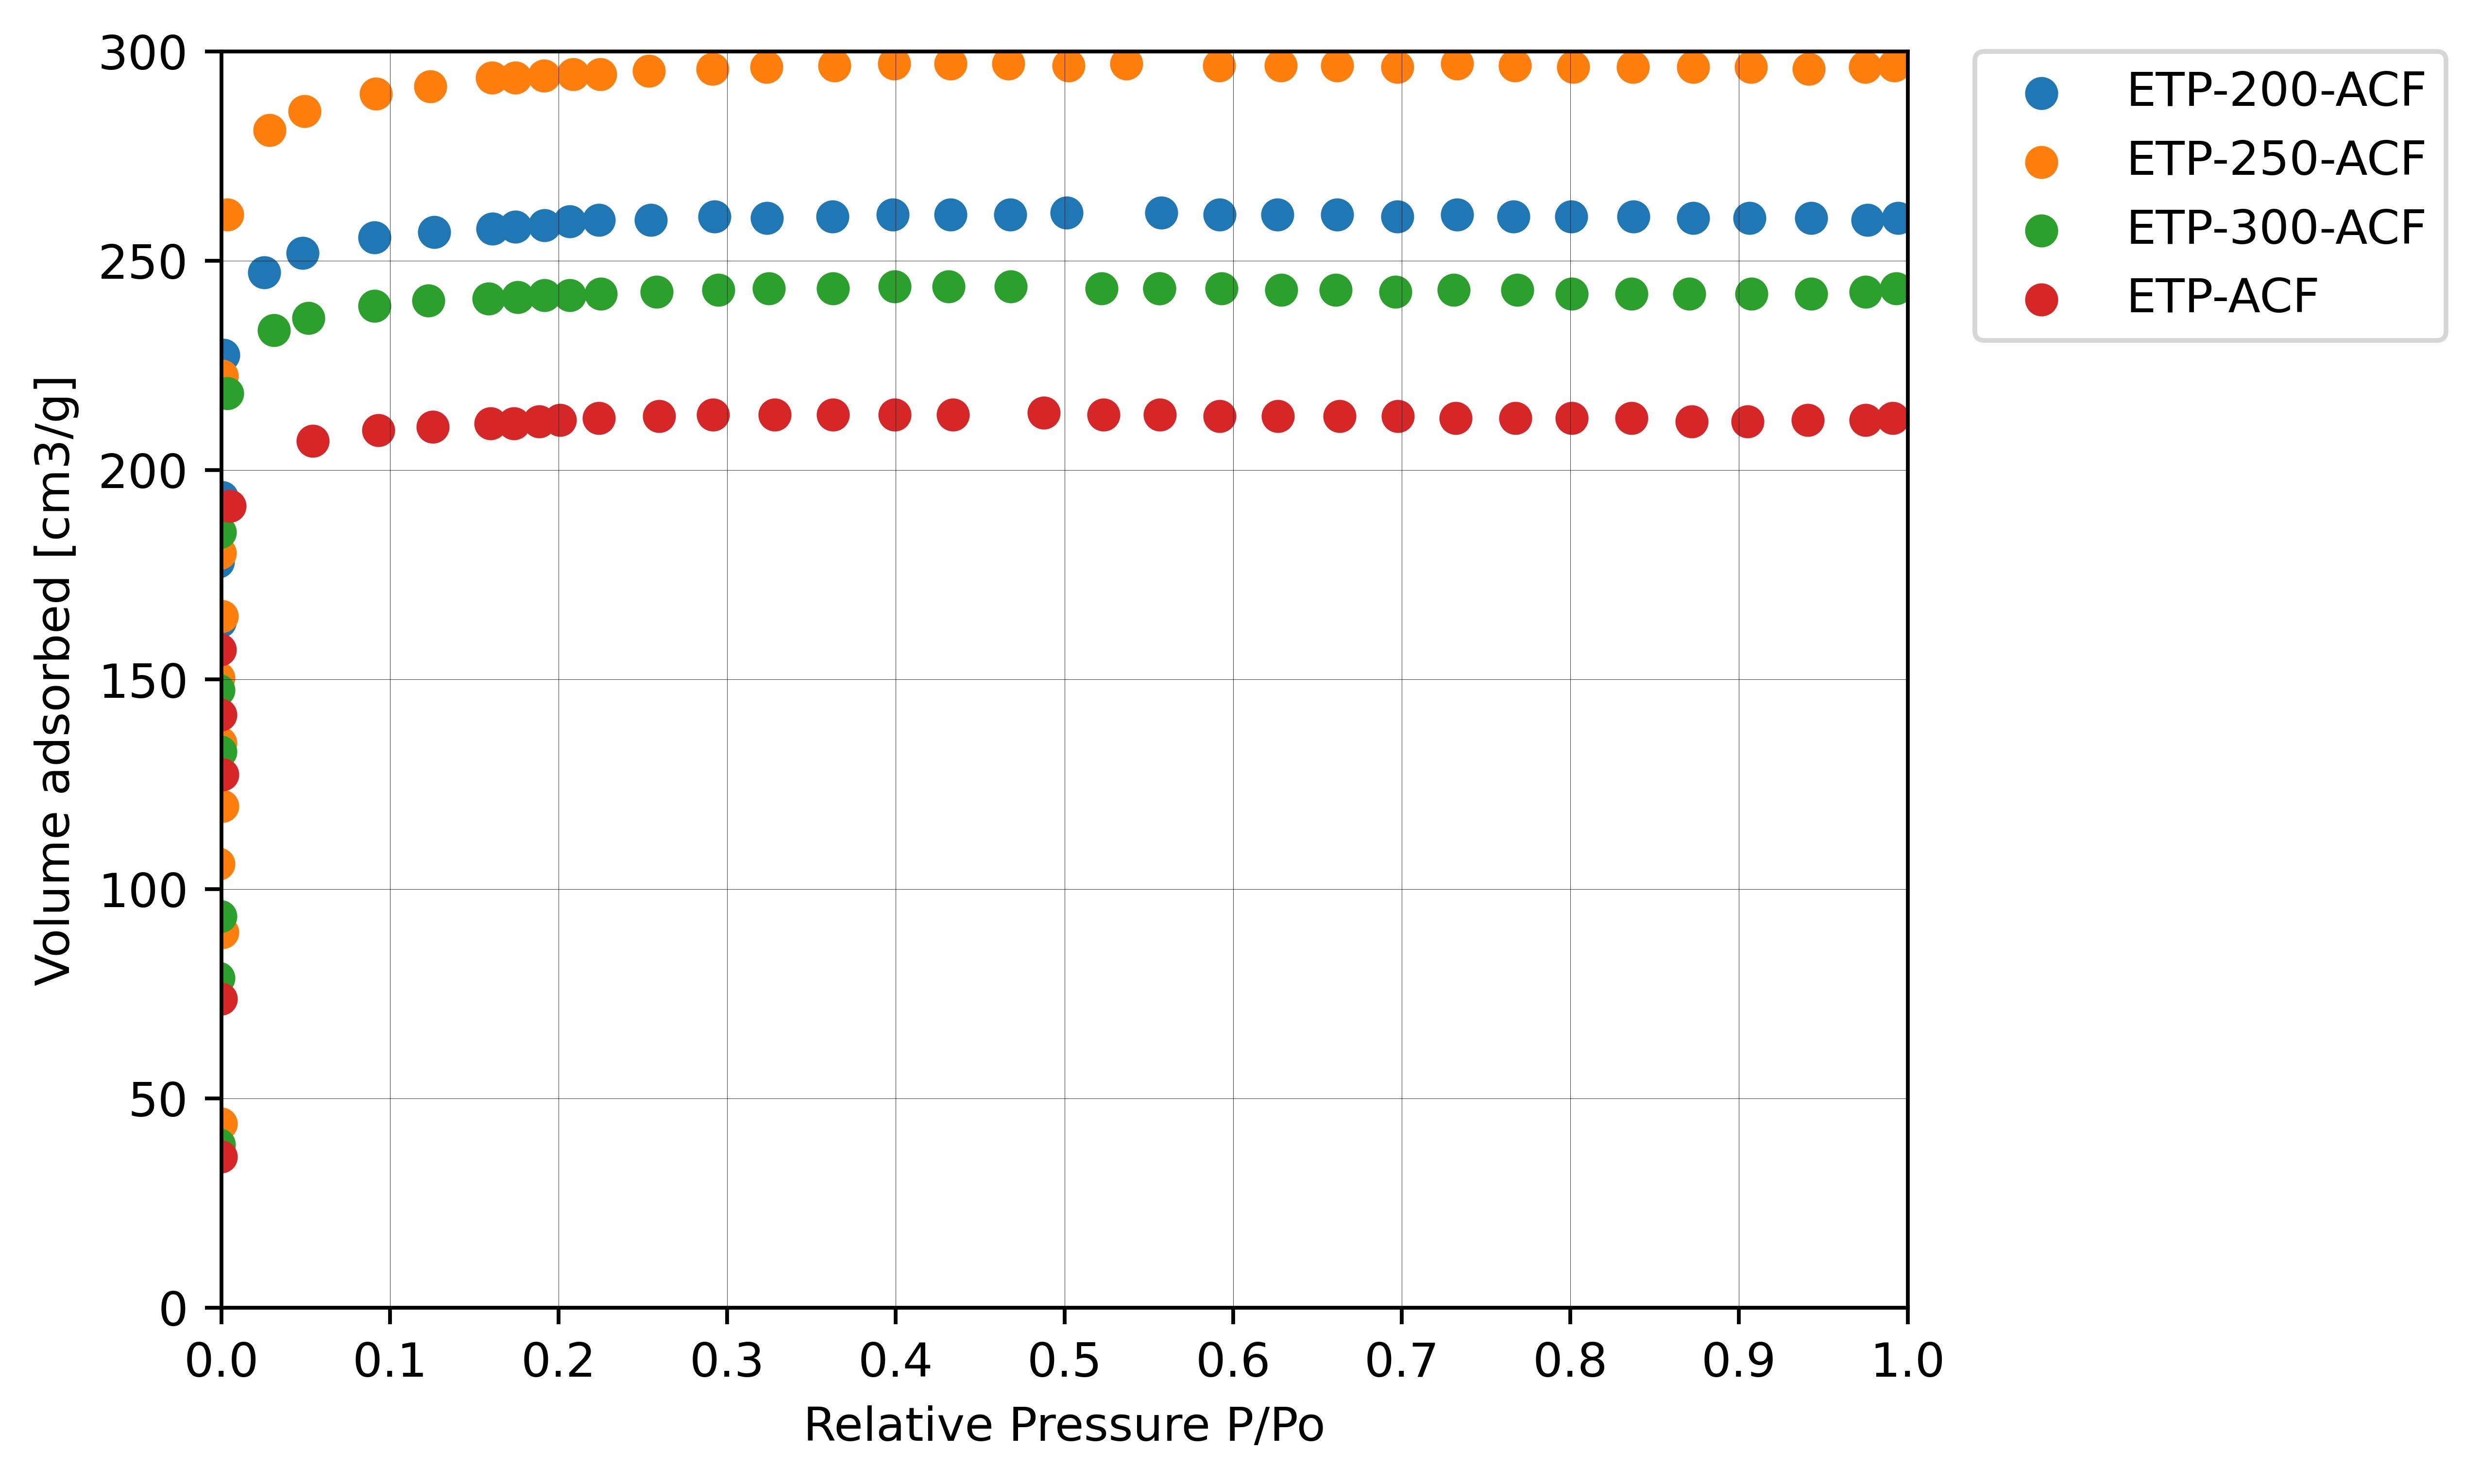 300
250
200
150
100
50
0
Volume adsorbed [cm3/g]
0.0 0.1 0.2 0.3 0.4 0.5 0.6 0.7 0.8 0.9 1.0
Relative Pressure P/Po
ETP-200-ACF
ETP-250-ACF
ETP-300-ACF
ETP-ACF